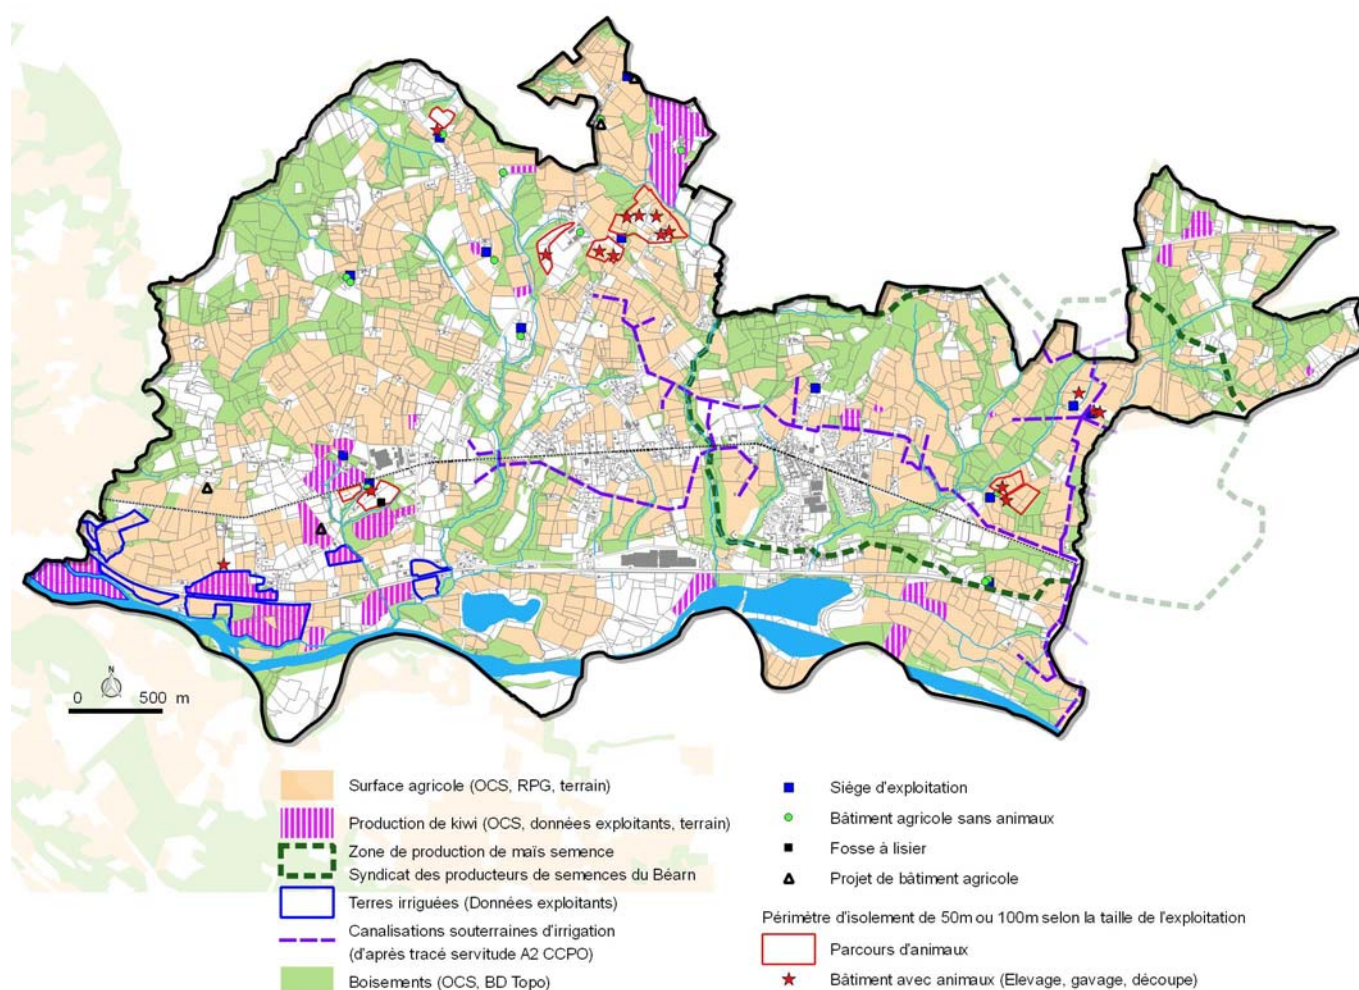 N
0 500 m
Surface agricole (OCS, RPG, terrain)
Production de kiwi (OCS, données exploitants, terrain)
Zone de production de maïs semence
Syndicat des producteurs de semences du Béarn
Terres irriguées (Données exploitants)
Canalisations souterraines d'irrigation
(d'après tracé servitude A2 CCPO)
Boisements (OCS, BD Topo)
Siège d'exploitation
Bâtiment agricole sans animaux
Fosse à lisier
Projet de bâtiment agricole
Périmètre d'isolement de 50m ou 100m selon la taille de l'exploitation
Parcours d'animaux
Bâtiment avec animaux (Elevage, gavage, découpe)